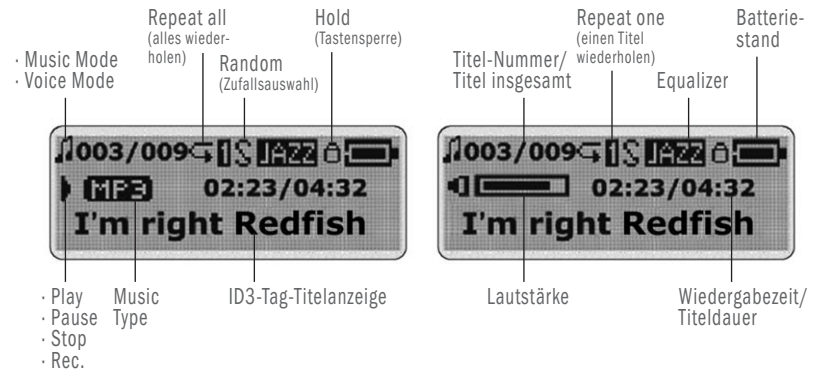 Repeat all
(alles wieder-
holen)
Hold
(Tastensperre)
Repeat one
(einen Titel
wiederholen)
Batterie-
stand
· Music Mode
· Voice Mode
Random
(Zufallsauswahl)
Titel-Nummer/
Titel insgesamt
Equalizer
003/009 1 S JAZZ
MP3 02:23/04:32
I'm right Redfish
003/009 1 S JAZZ
02:23/04:32
I'm right Redfish
· Play
· Pause
· Stop
· Rec.
Music
Type
ID3-Tag-Titelanzeige
Lautstärke
Wiedergabezeit/
Titeldauer